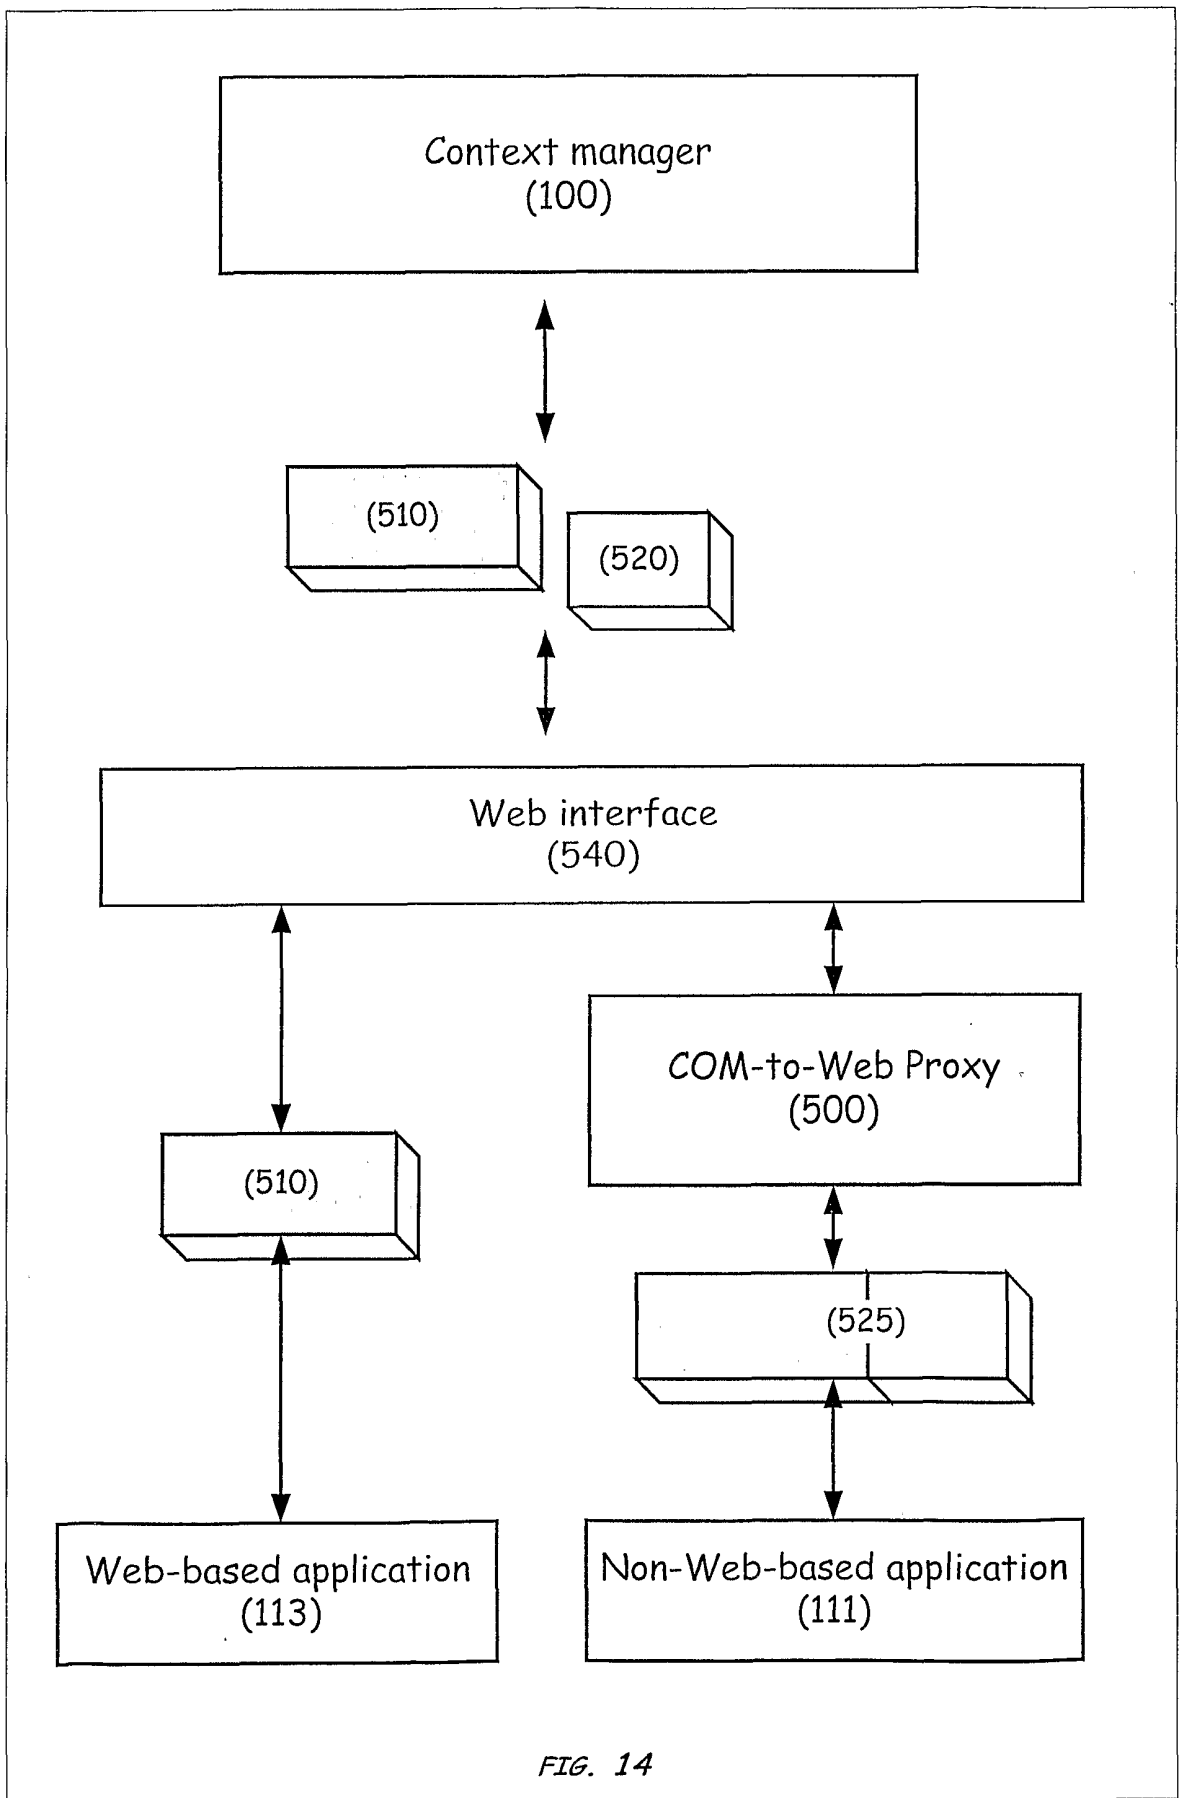 Context manager
(100)
(510)
(520)
Web interface
(540)
COM-to-Web Proxy
(500)
(510)
(525)
Web-based application
(113)
Non-Web-based application
(111)
FIG. 14